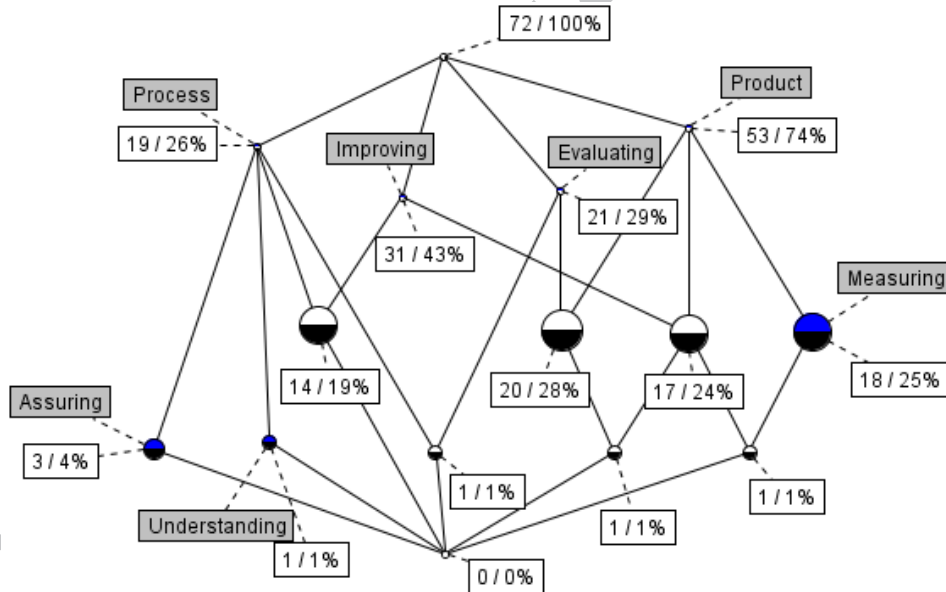 72 / 100%
Product
Process
53 / 74%
19 / 26%
Improving
Evaluating
21 / 29%
31 / 43%
Measuring
14 / 19%
20 / 28%
17 / 24%
18 / 25%
Assuring
3 / 4%
1 / 1%
1 / 1%
Understanding
1 / 1%
1 / 1%
0 / 0%